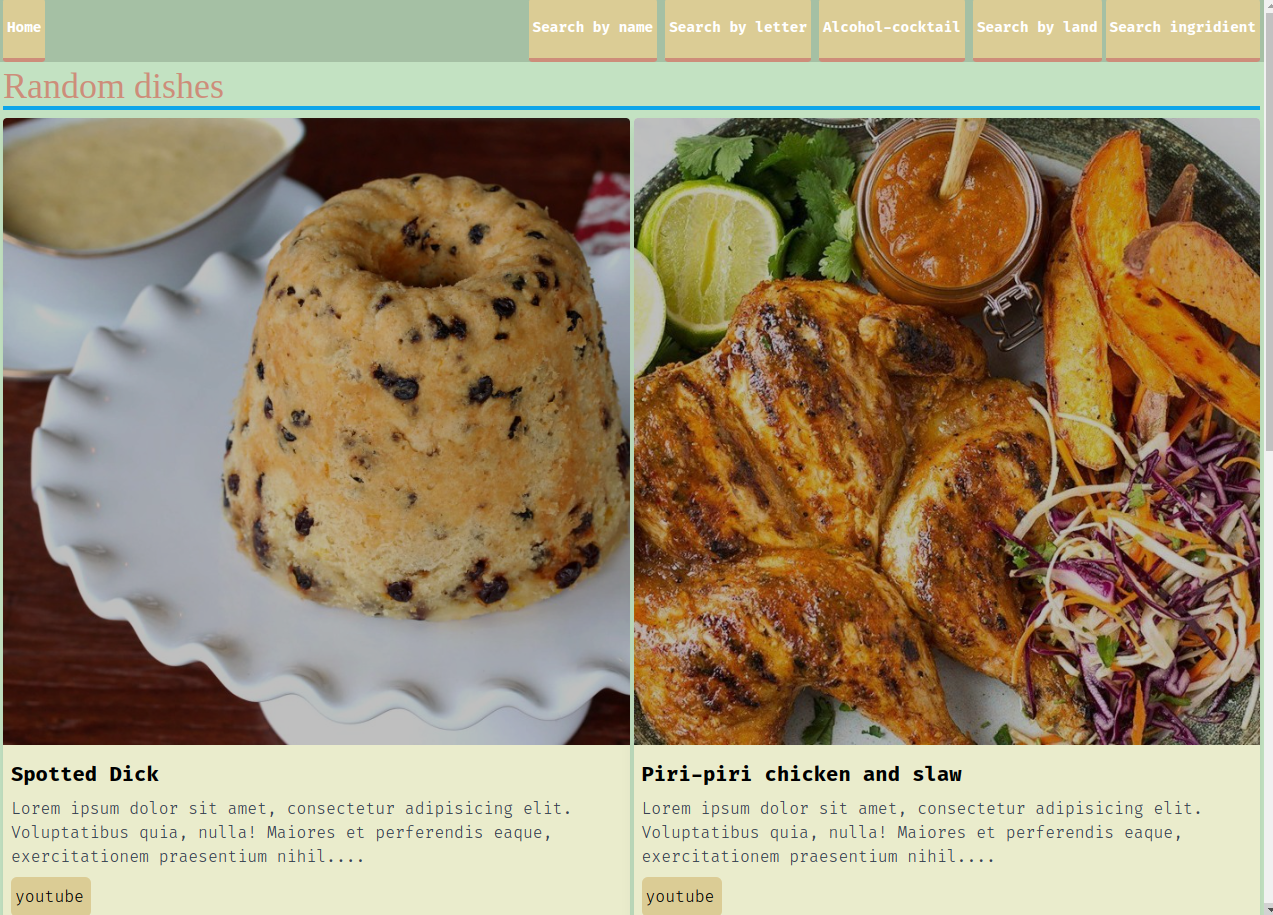 Home
Search by name
Search by letter
Alcohol-cocktail
Search by land
Search ingridient
Random dishes
Spotted Dick
Lorem ipsum dolor sit amet, consectetur adipisicing elit.
Voluptatibus quia, nulla! Maiores et perferendis eaque,
exercitationem praesentium nihil....
youtube
Piri-piri chicken and slaw
Lorem ipsum dolor sit amet, consectetur adipisicing elit.
Voluptatibus quia, nulla! Maiores et perferendis eaque,
exercitationem praesentium nihil....
youtube